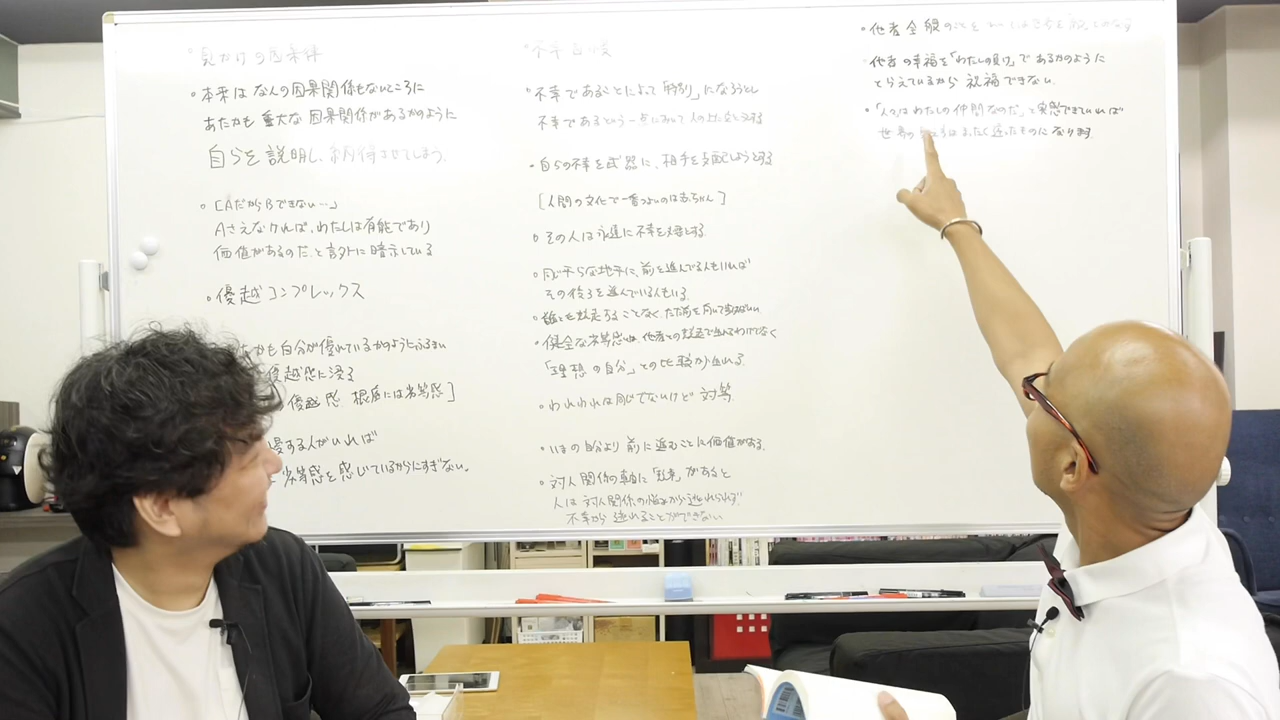 見かけの因果律
・本来はなんの因果関係もないところに
あたかも重大な因果関係があるかのように
自らを説明し、納得させてしまう。
・「AだからBできない…」
Aさえなければ、わたしは有能であり
価値があるのだ、と言外に暗示している
・優越コンプレックス
かも自分が優れているかのようにふるまい
優越感に浸る
優越感 根底には劣等感]
慢する人がいれば
劣等感を感じているからにすぎない。
不幸自慢
・不幸であることによって「特別」になろうとし
不幸であるという一点において人の上に立とうとする
・自らの不幸を武器に、相手を支配しようとする
[人間の文化で一番つよいのは赤ちゃん]
・その人は永遠に不幸を必要とする
・同じ平らな地平に、前を進んでる人もいれば
その後ろを進んでいる人もいる
・誰とも競走することなく、ただ前を向いて歩けばいい
・健全な劣等感は、他者との比較で生まれるわけでなく
「理想の自分」との比較から生れる。
・われわれは同じでないけど 対等
・いまの自分より前に進むことに価値がある。
・対人関係の軸に「競争」があると
人は対人関係の悩みから逃れられず
不幸から逃れることができない
・他者全般のことを
他者の幸福を「わたしの負け」であるかのように
とらえているから祝福できない
・「人々はわたしの仲間なのだ」と実感できていれば
世界の まったく違ったものになります